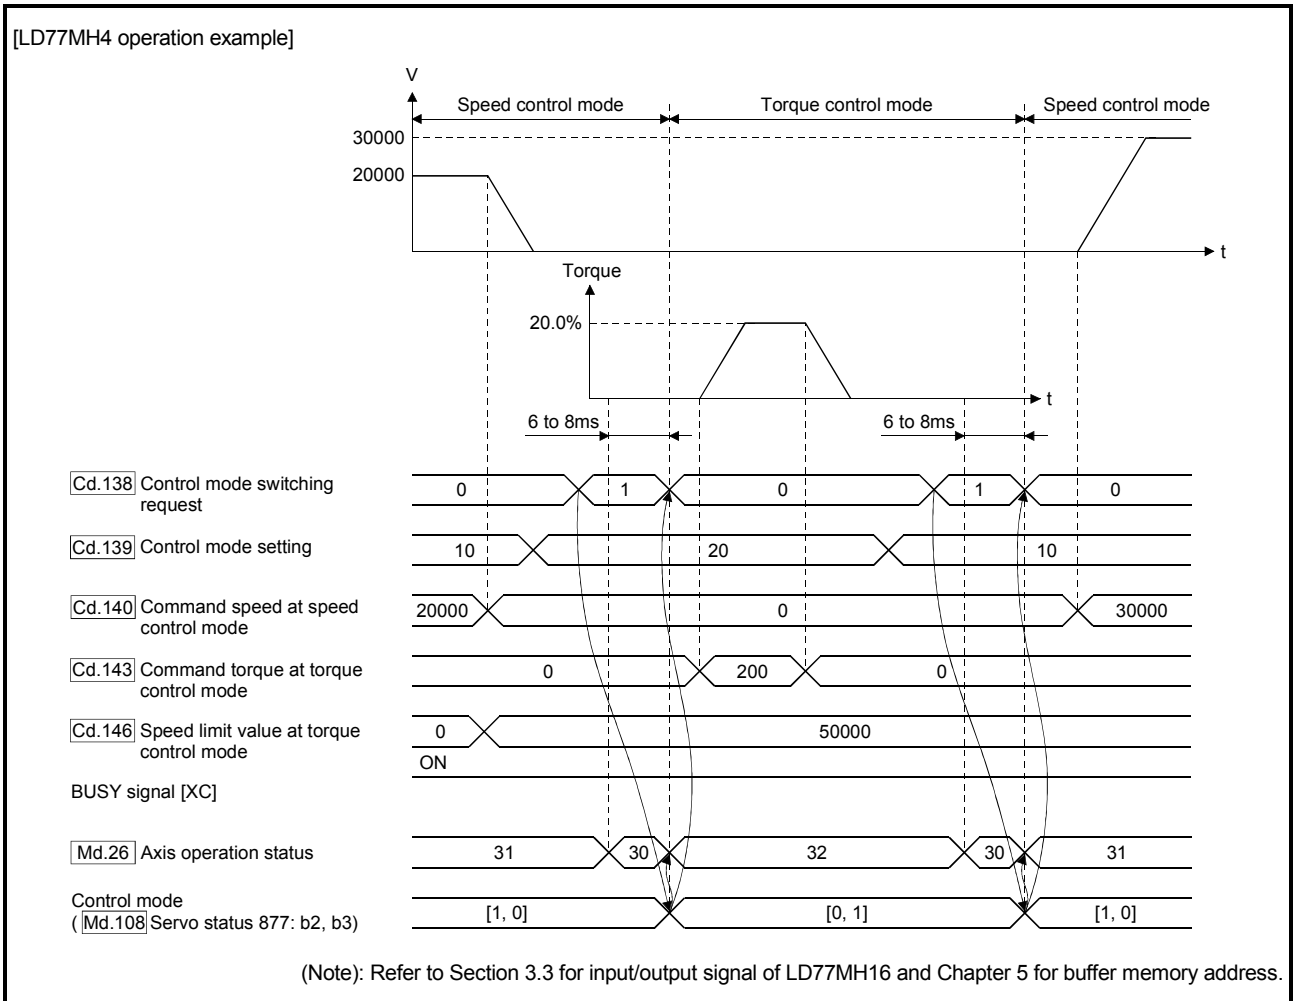 [LD77MH4 operation example]
V
Speed control mode
Torque control mode
Speed control mode
30000
20000
t
Torque
20.0%
t
6 to 8ms
6 to 8ms
Cd.138 Control mode switching
request
0
1
0
1
0
Cd.139 Control mode setting
10
20
10
Cd.140 Command speed at speed
control mode
20000
0
30000
Cd.143 Command torque at torque
control mode
0
200
0
Cd.146 Speed limit value at torque
control mode
0
50000
ON
BUSY signal [XC]
Md.26 Axis operation status
31
30
32
30
31
Control mode
( Md.108 Servo status 877: b2, b3)
[1, 0]
[0, 1]
[1, 0]
(Note): Refer to Section 3.3 for input/output signal of LD77MH16 and Chapter 5 for buffer memory address.